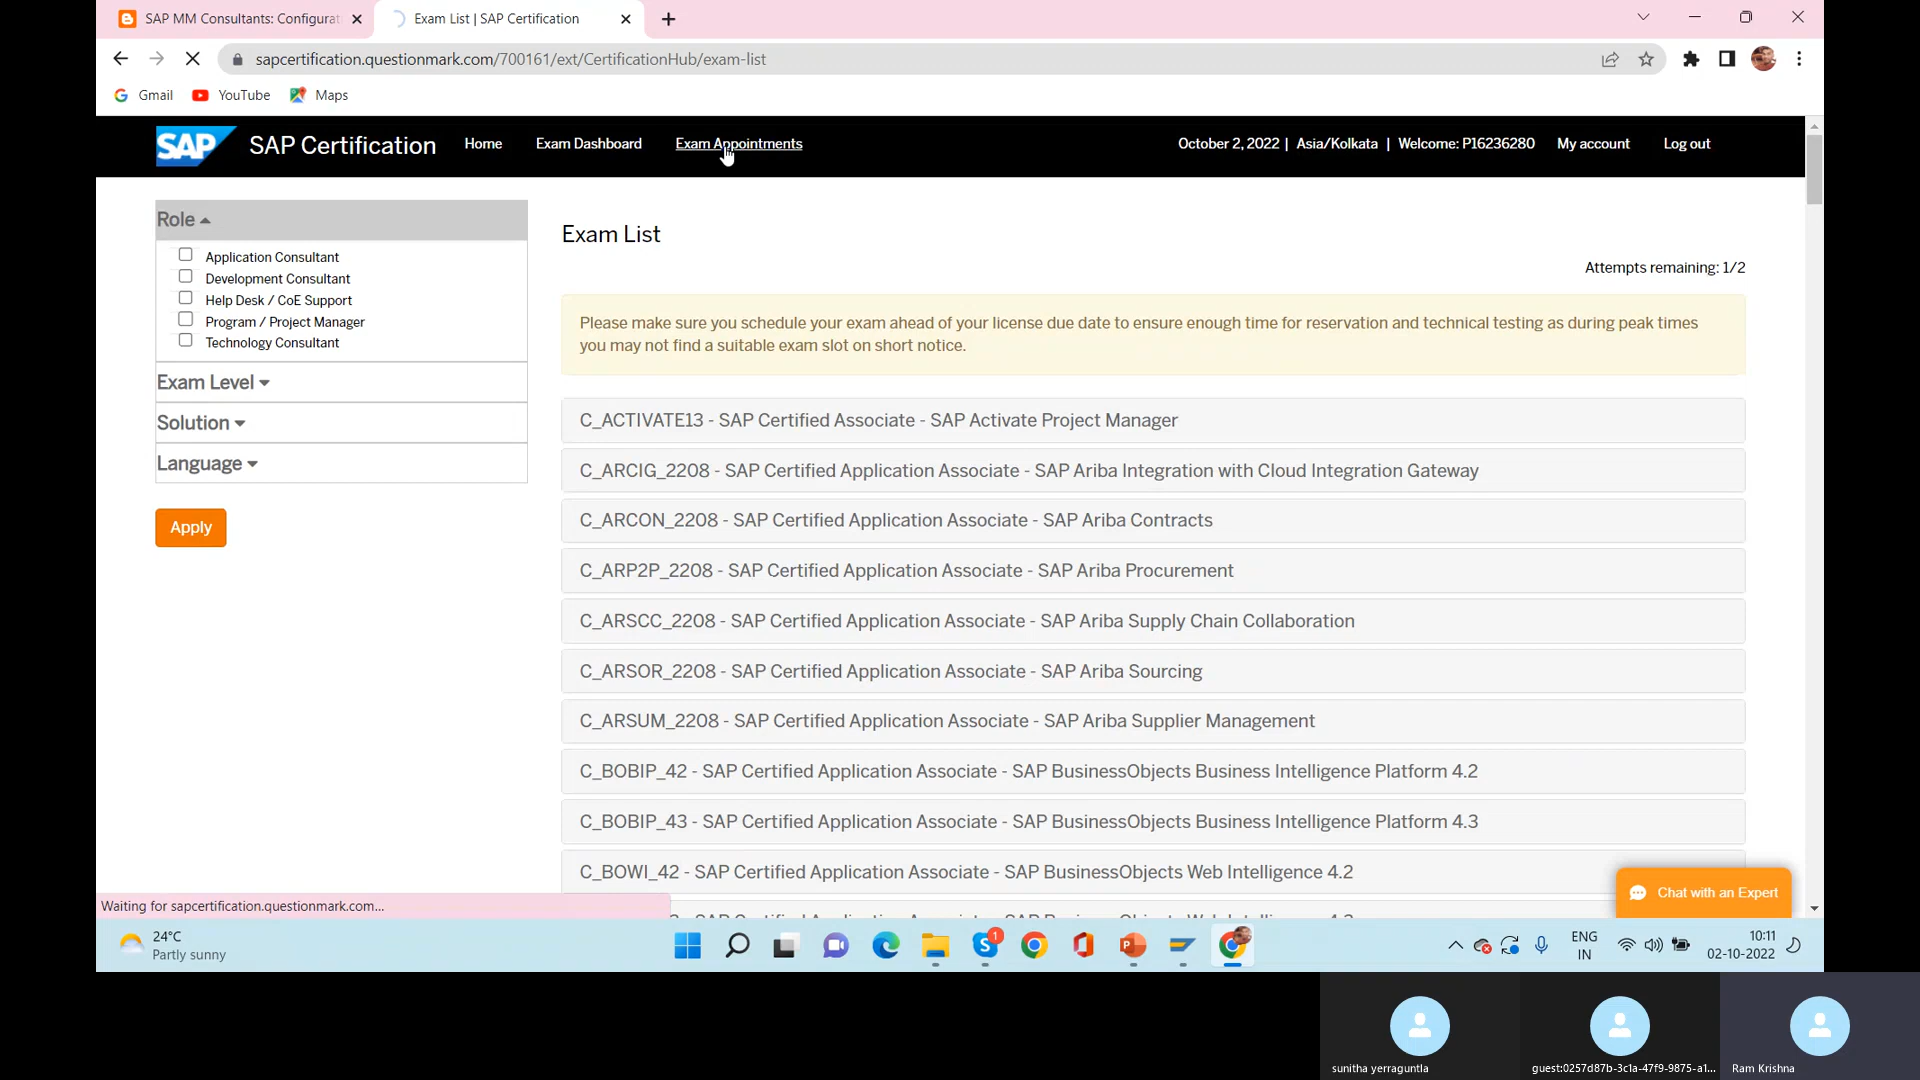 SAP MM Consultants: Configurat
Exam List | SAP Certification
sapcertification.questionmark.com/700161/ext/CertificationHub/exam-list
Gmail YouTube Maps
SAP SAP Certification Home Exam Dashboard Exam Appointments October 2, 2022 | Asia/Kolkata | Welcome: P16236280 My account Log out
Role
Application Consultant
Development Consultant
Help Desk / CoE Support
Program / Project Manager
Technology Consultant
Exam Level
Solution
Language
Apply
Exam List
Attempts remaining: 1/2
Please make sure you schedule your exam ahead of your license due date to ensure enough time for reservation and technical testing as during peak times
you may not find a suitable exam slot on short notice.
C_ACTIVATE13 - SAP Certified Associate - SAP Activate Project Manager
C_ARCIG_2208 - SAP Certified Application Associate - SAP Ariba Integration with Cloud Integration Gateway
C_ARCON_2208 - SAP Certified Application Associate - SAP Ariba Contracts
C_ARP2P_2208 - SAP Certified Application Associate - SAP Ariba Procurement
C_ARSCC_2208 - SAP Certified Application Associate - SAP Ariba Supply Chain Collaboration
C_ARSOR_2208 - SAP Certified Application Associate - SAP Ariba Sourcing
C_ARSUM_2208 - SAP Certified Application Associate - SAP Ariba Supplier Management
C_BOBIP_42 - SAP Certified Application Associate - SAP BusinessObjects Business Intelligence Platform 4.2
C_BOBIP_43 - SAP Certified Application Associate - SAP BusinessObjects Business Intelligence Platform 4.3
C_BOWI_42 - SAP Certified Application Associate - SAP BusinessObjects Web Intelligence 4.2
Chat with an Expert
Waiting for sapcertification.questionmark.com...
24°C
Partly sunny
1
ENG
IN
10:11
02-10-2022
sunitha yerraguntla
guest:0257d87b-3c1a-47f9-9875-a1...
Ram Krishna